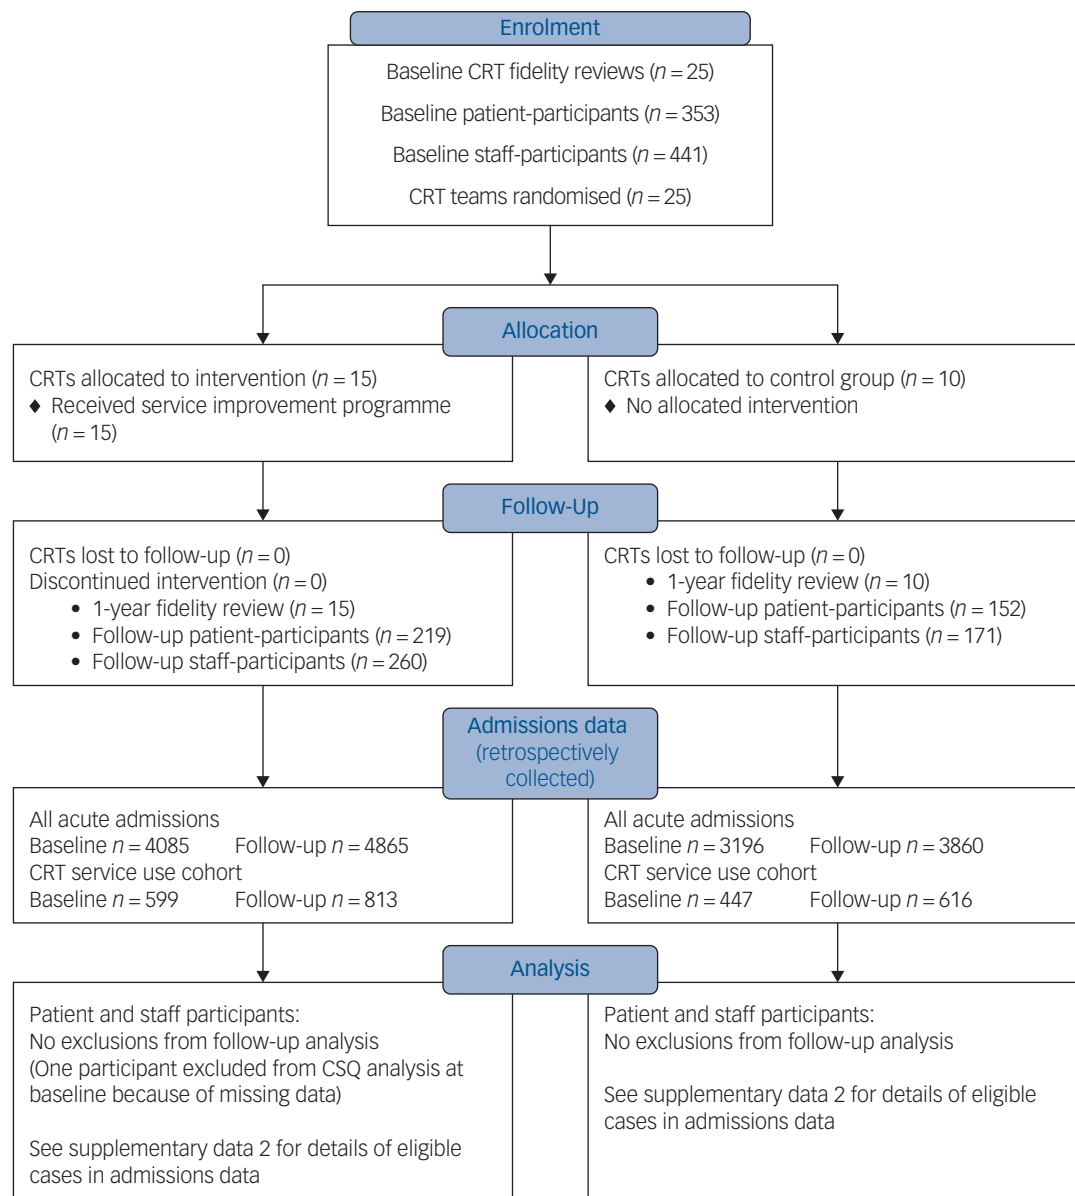 Enrolment
Baseline CRT fidelity reviews (n = 25)
Baseline patient-participants (n = 353)
Baseline staff-participants (n = 441)
CRT teams randomised (n = 25)
Allocation
CRTs allocated to intervention (n = 15)
♦ Received service improvement programme
(n = 15)
CRTs allocated to control group (n = 10)
♦ No allocated intervention
Follow-Up
CRTs lost to follow-up (n = 0)
Discontinued intervention (n = 0)
• 1-year fidelity review (n = 15)
• Follow-up patient-participants (n = 219)
• Follow-up staff-participants (n = 260)
CRTs lost to follow-up (n = 0)
• 1-year fidelity review (n = 10)
• Follow-up patient-participants (n = 152)
• Follow-up staff-participants (n = 171)
Admissions data
(retrospectively
collected)
All acute admissions
Baseline n = 4085 Follow-up n = 4865
CRT service use cohort
Baseline n = 599 Follow-up n = 813
All acute admissions
Baseline n = 3196 Follow-up n = 3860
CRT service use cohort
Baseline n = 447 Follow-up n = 616
Analysis
Patient and staff participants:
No exclusions from follow-up analysis
(One participant excluded from CSQ analysis at
baseline because of missing data)
See supplementary data 2 for details of eligible
cases in admissions data
Patient and staff participants:
No exclusions from follow-up analysis
See supplementary data 2 for details of eligible
cases in admissions data